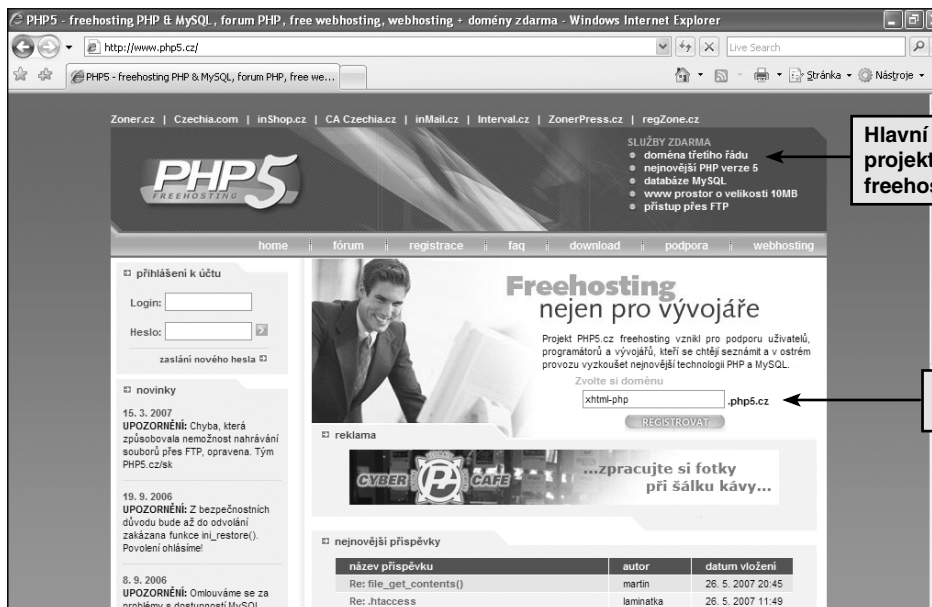 PHP5 - freehosting PHP & MySQL, forum PHP, free webhosting, webhosting + domény zdarma - Windows Internet Explorer
http://www.php5.cz/
Live Search
PHP5 - freehosting PHP & MySQL, forum PHP, free we...
Stránka
Nástroje
Zoner.cz | Czechia.com | inShop.cz | CA Czechia.cz | inMail.cz | Interval.cz | ZonerPress.cz | regZone.cz
PHP5
FREEHOSTING
SLUŽBY ZDARMA
doména třetího řádu
nejnovější PHP verze 5
databáze MySQL
www prostor o velikosti 10MB
přístup přes FTP
Hlavní
projekt
freehos
home fórum registrace faq download podpora webhosting
přihlášení k účtu
Login:
Heslo:
zaslání nového hesla
Freehosting
nejen pro vývojáře
Projekt PHP5.cz freehosting vznikl pro podporu uživatelů,
programátorů a vývojářů, kteří se chtějí seznámit a v ostrém
provozu vyzkoušet nejnovější technologii PHP a MySQL.
Zvolte si doménu
xhtml-php .php5.cz
REGISTROVAT
novinky
15. 3. 2007
UPOZORNĚNÍ: Chyba, která
způsobovala nemožnost nahrávání
souborů přes FTP, opravena. Tým
PHP5.cz/sk
19. 9. 2006
UPOZORNĚNÍ: Z bezpečnostních
důvodu bude až do odvolání
zakázana funkce ini_restore().
Povolení ohlásíme!
8. 9. 2006
UPOZORNĚNÍ: Omlouváme se za
problémy s dostupností MySQL
reklama
CYBER CAFE
...zpracujte si fotky
při šálku kávy...
nejnovější příspěvky
název příspěvku autor datum vložení
Re: file_get_contents() martin 26. 5. 2007 20:45
Re: .htaccess laminatka 26. 5. 2007 11:49